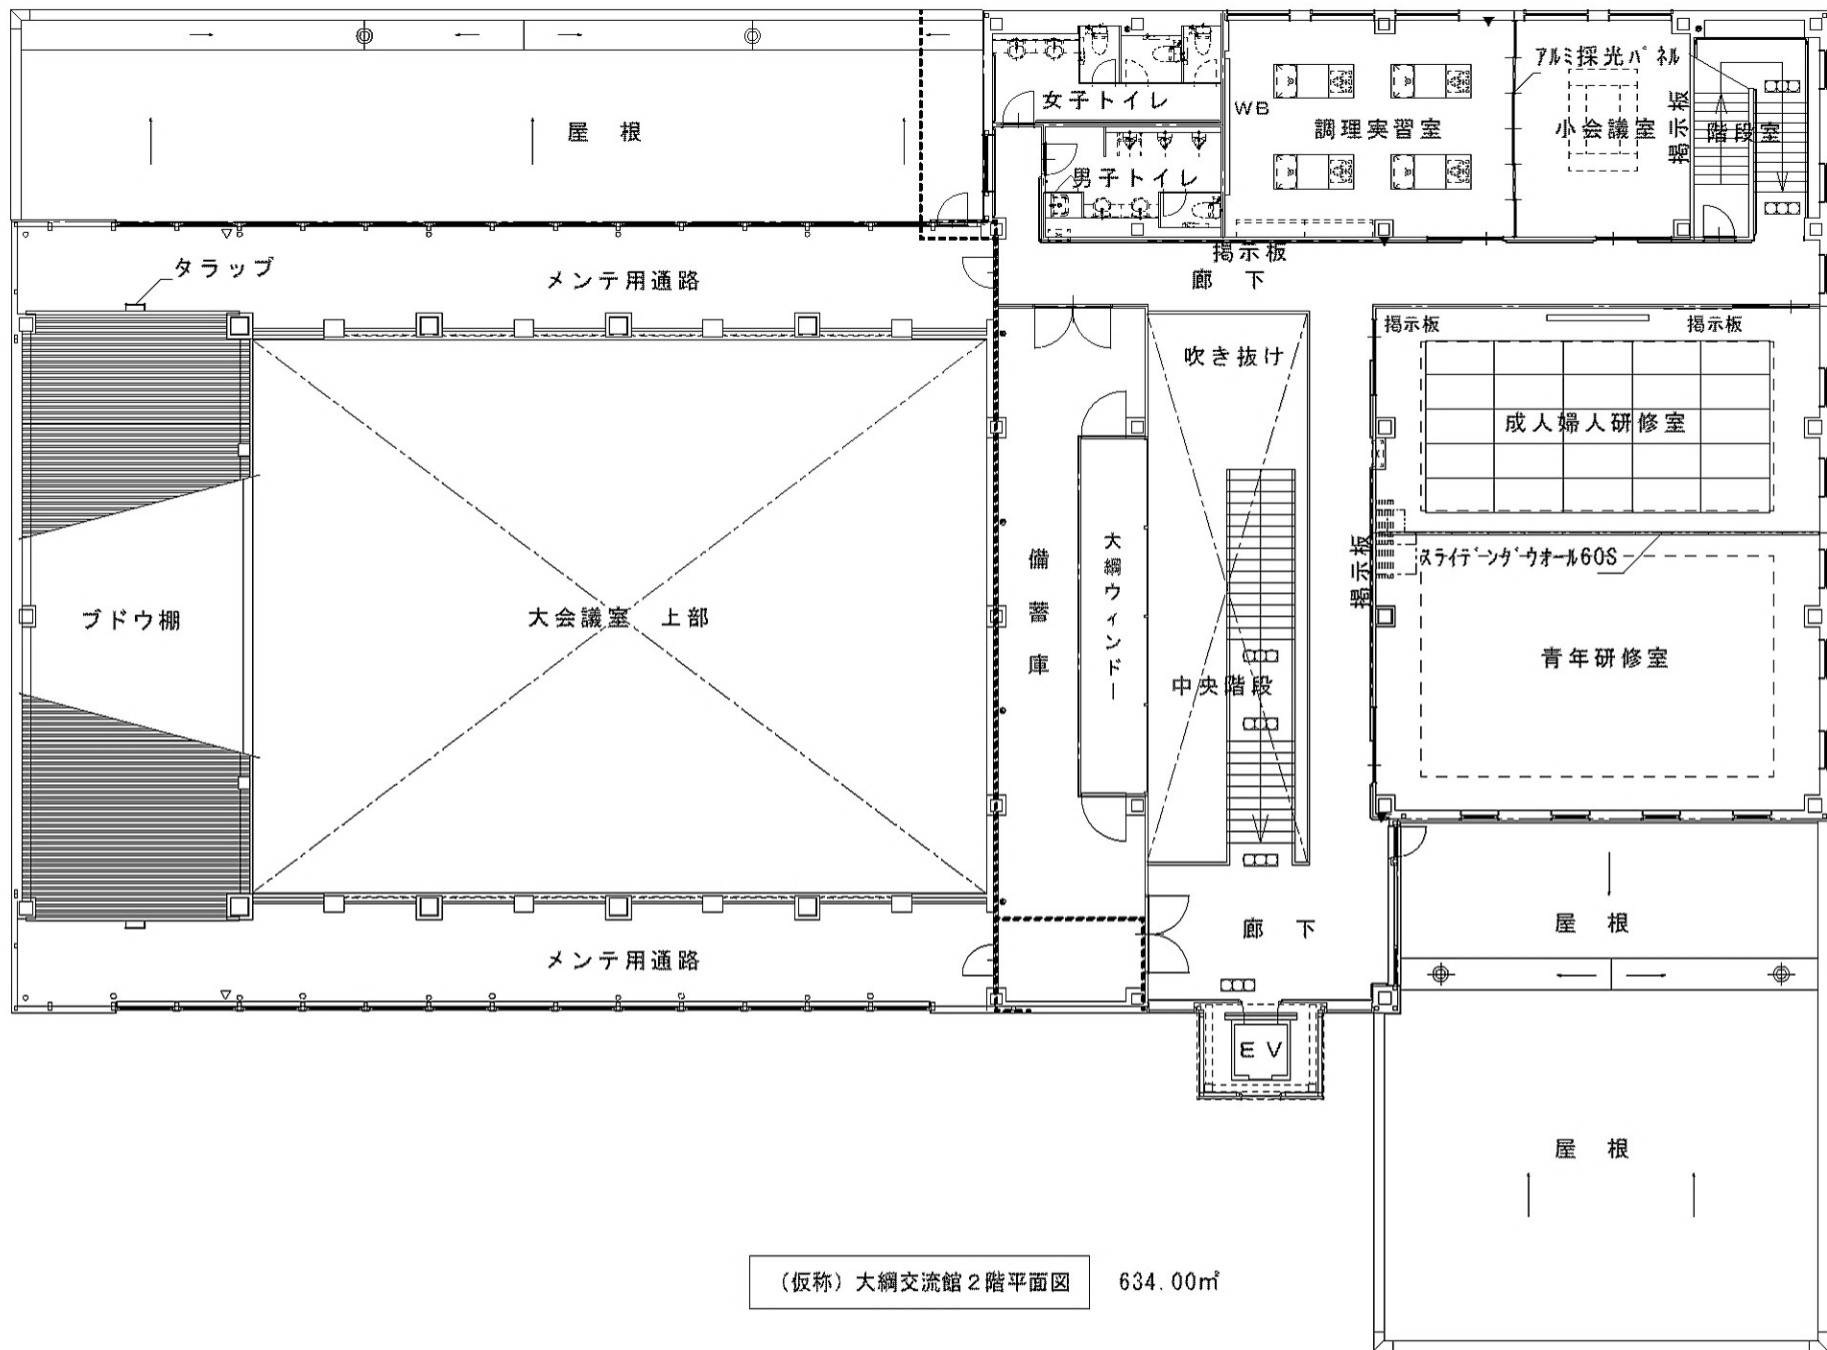 アルミ採光パネル
女子トイレ
WB
掲示板
屋 根
調理実習室
小会議室
階段室
男子トイレ
掲示板
タラップ
メンテ用通路
廊 下
掲示板
掲示板
吹き抜け
成人婦人研修室
備蓄庫
大綱ウィンドー
掲示板
スライデーングウオール60S
ブドウ棚
大会議室 上部
青年研修室
中央階段
屋 根
廊 下
メンテ用通路
EV
屋 根
(仮称)大綱交流館2階平面図
634.00㎡